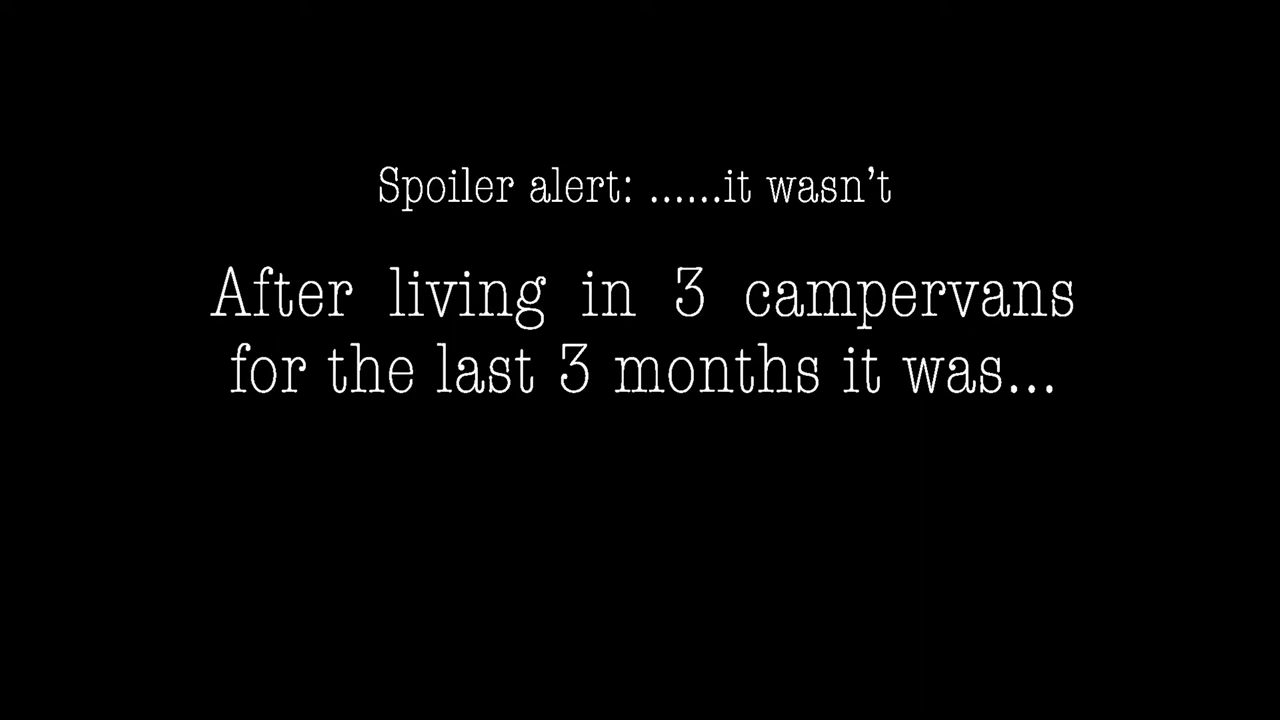 Spoiler alert: ......it wasn't
After living in 3 campervans
for the last 3 months it was...